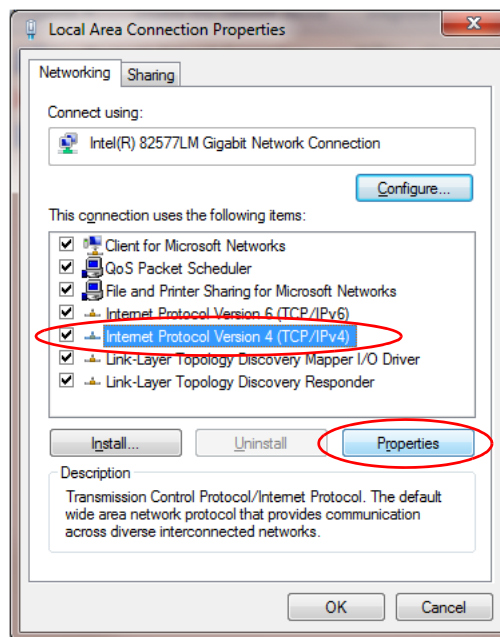 Local Area Connection Properties
Networking
Sharing
Connect using:
Intel(R) 82577LM Gigabit Network Connection
Configure...
This connection uses the following items:
Client for Microsoft Networks
QoS Packet Scheduler
File and Printer Sharing for Microsoft Networks
Internet Protocol Version 6 (TCP/IPv6)
Internet Protocol Version 4 (TCP/IPv4)
Link-Layer Topology Discovery Mapper I/O Driver
Link-Layer Topology Discovery Responder
Install...
Uninstall
Properties
Description
Transmission Control Protocol/Internet Protocol. The default
wide area network protocol that provides communication
across diverse interconnected networks.
OK
Cancel